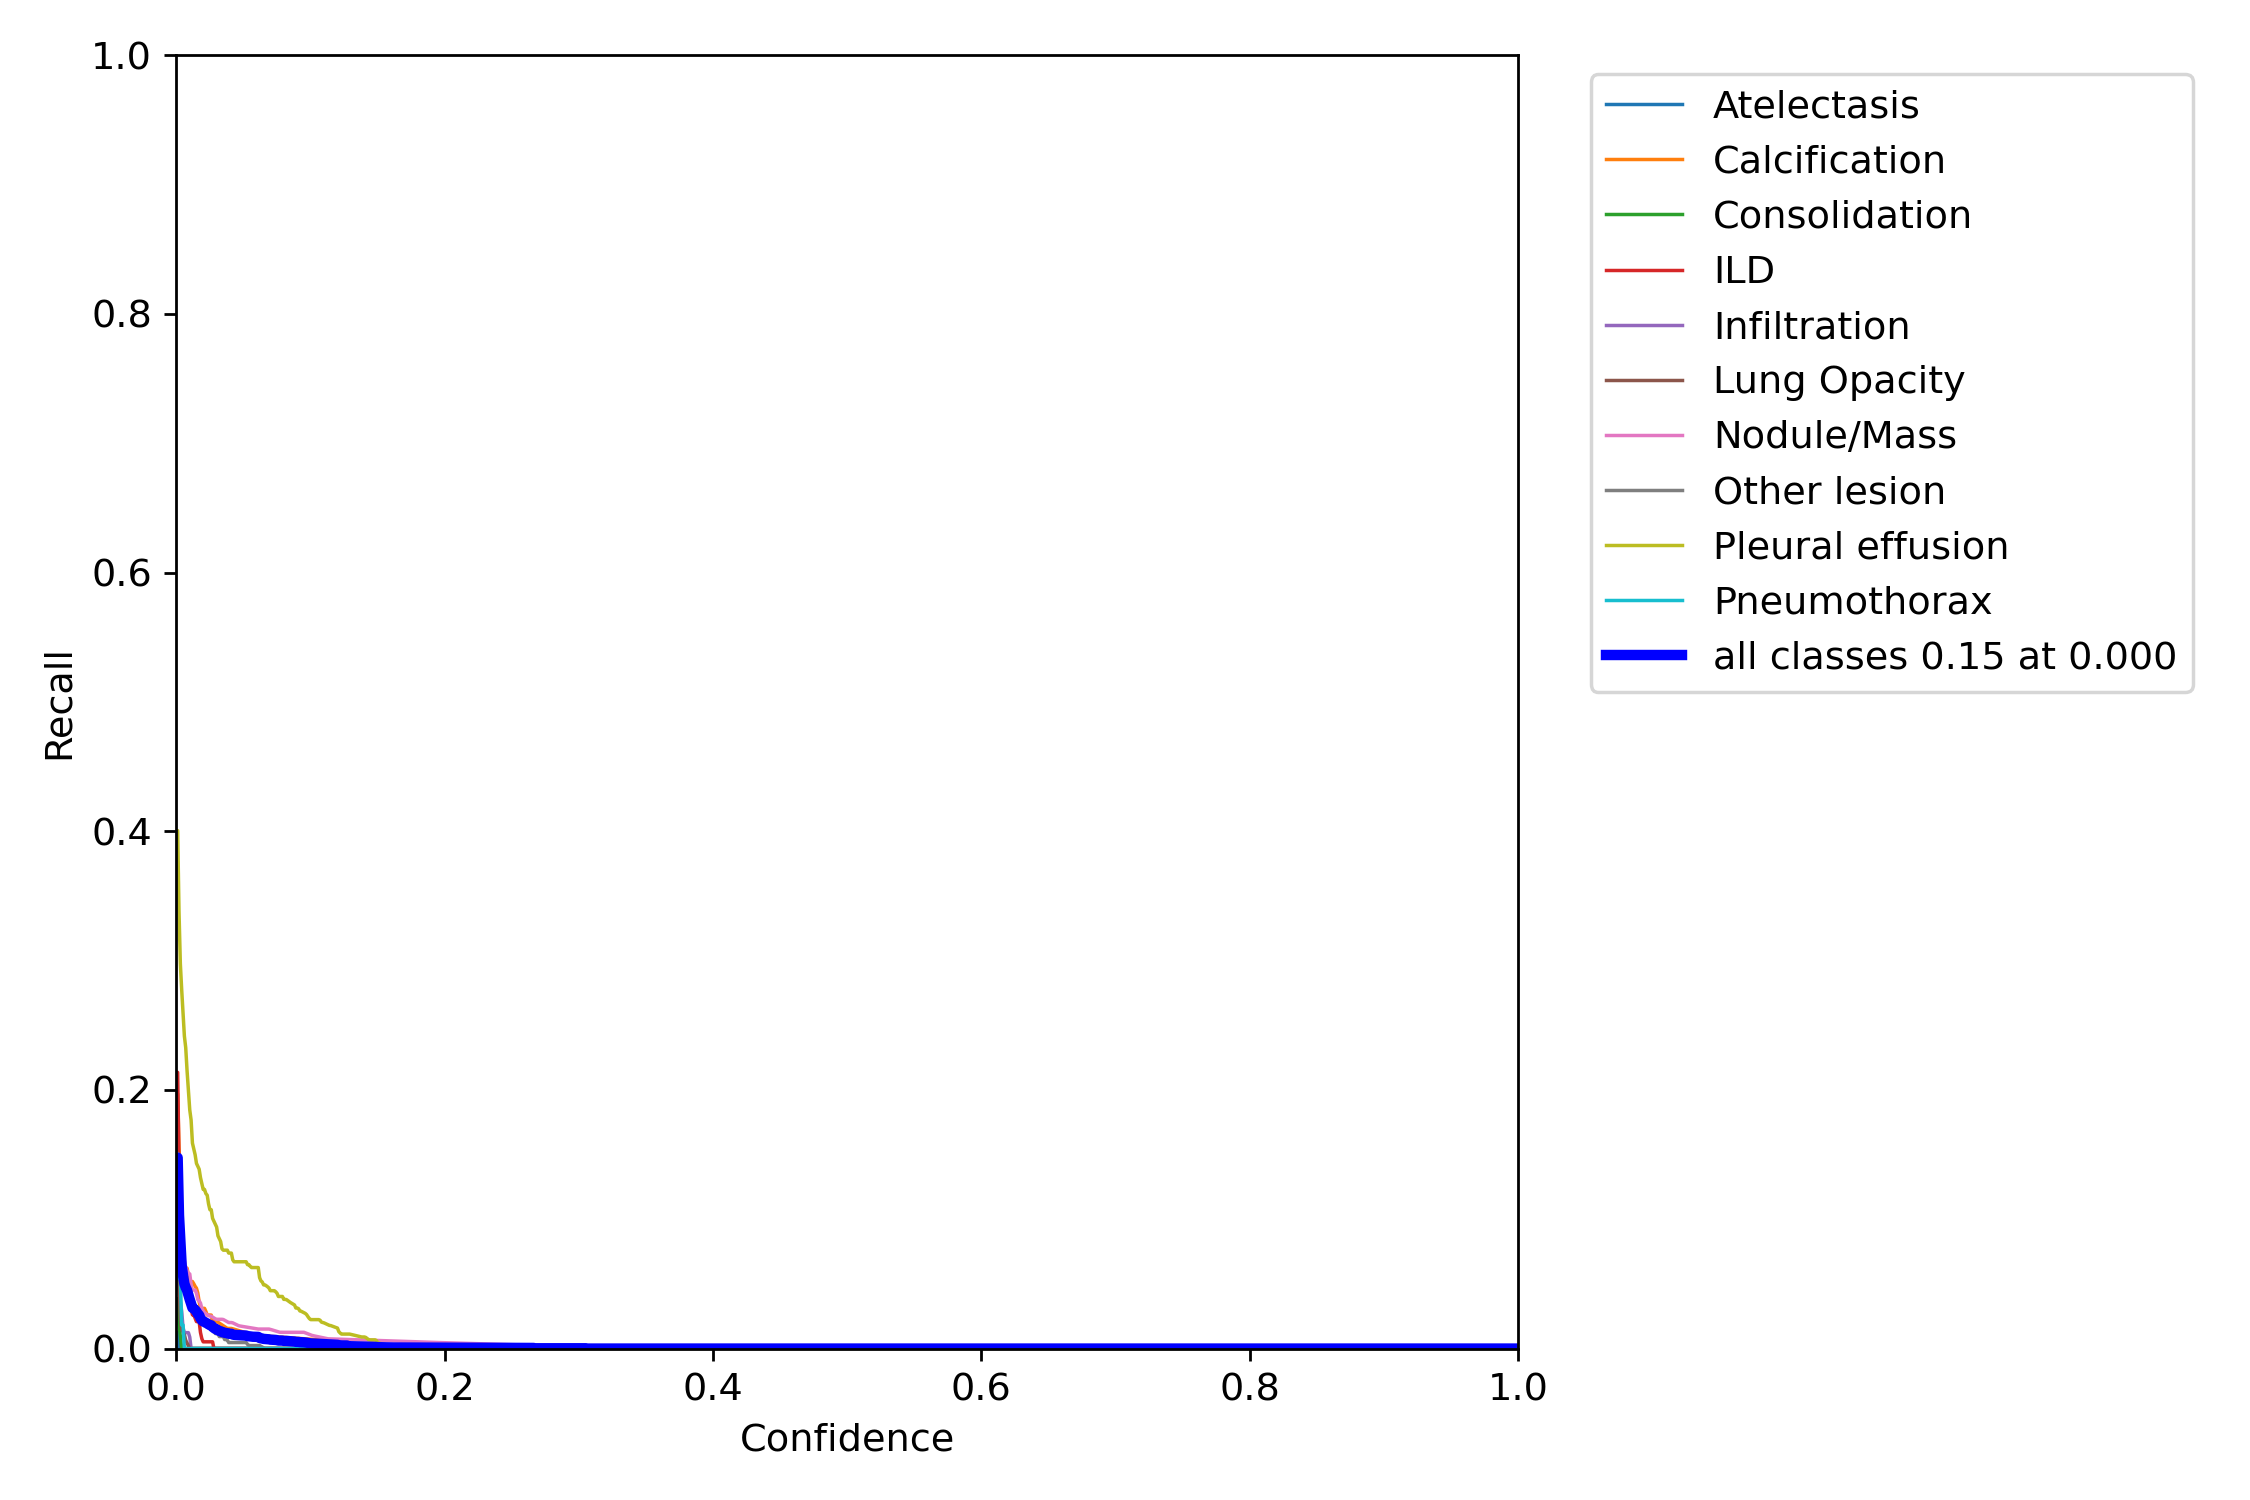 1.0
0.8
0.6
0.4
0.2
0.0
Recall
0.0 0.2 0.4 0.6 0.8 1.0
Confidence
Atelectasis
Calcification
Consolidation
ILD
Infiltration
Lung Opacity
Nodule/Mass
Other lesion
Pleural effusion
Pneumothorax
all classes 0.15 at 0.000